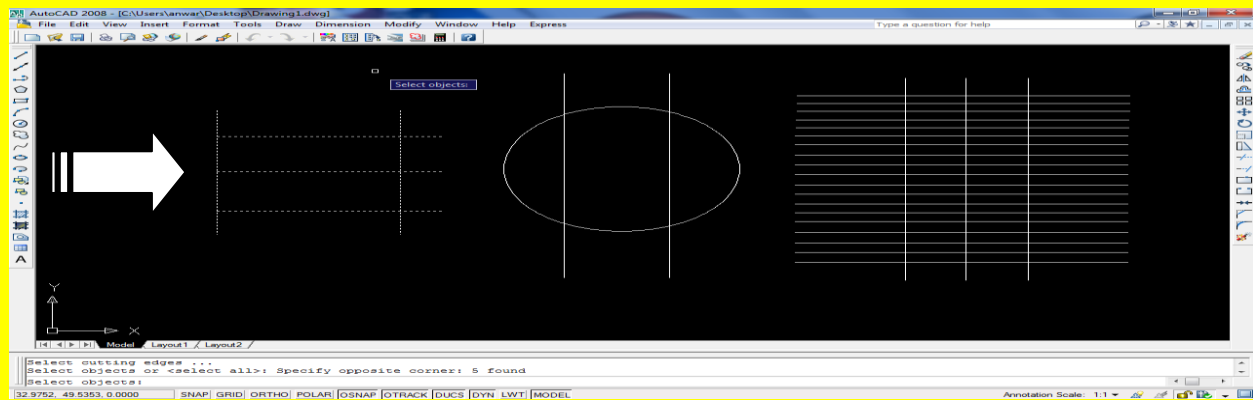 AutoCAD 2008 - [C:\Users\anwar\Desktop\Drawing1.dwg]
File Edit View Insert Format Tools Draw Dimension Modify Window Help Express
Type a question for help
Select objects:
Y
X
Model / Layout1 / Layout2 /
Select cutting edges ...
Select objects or <select all>: Specify opposite corner: 5 found
Select objects:
32.9752, 49.5353, 0.0000 SNAP GRID ORTHO POLAR OSNAP OTRACK DUCS DYN LWT MODEL
Annotation Scale: 1:1